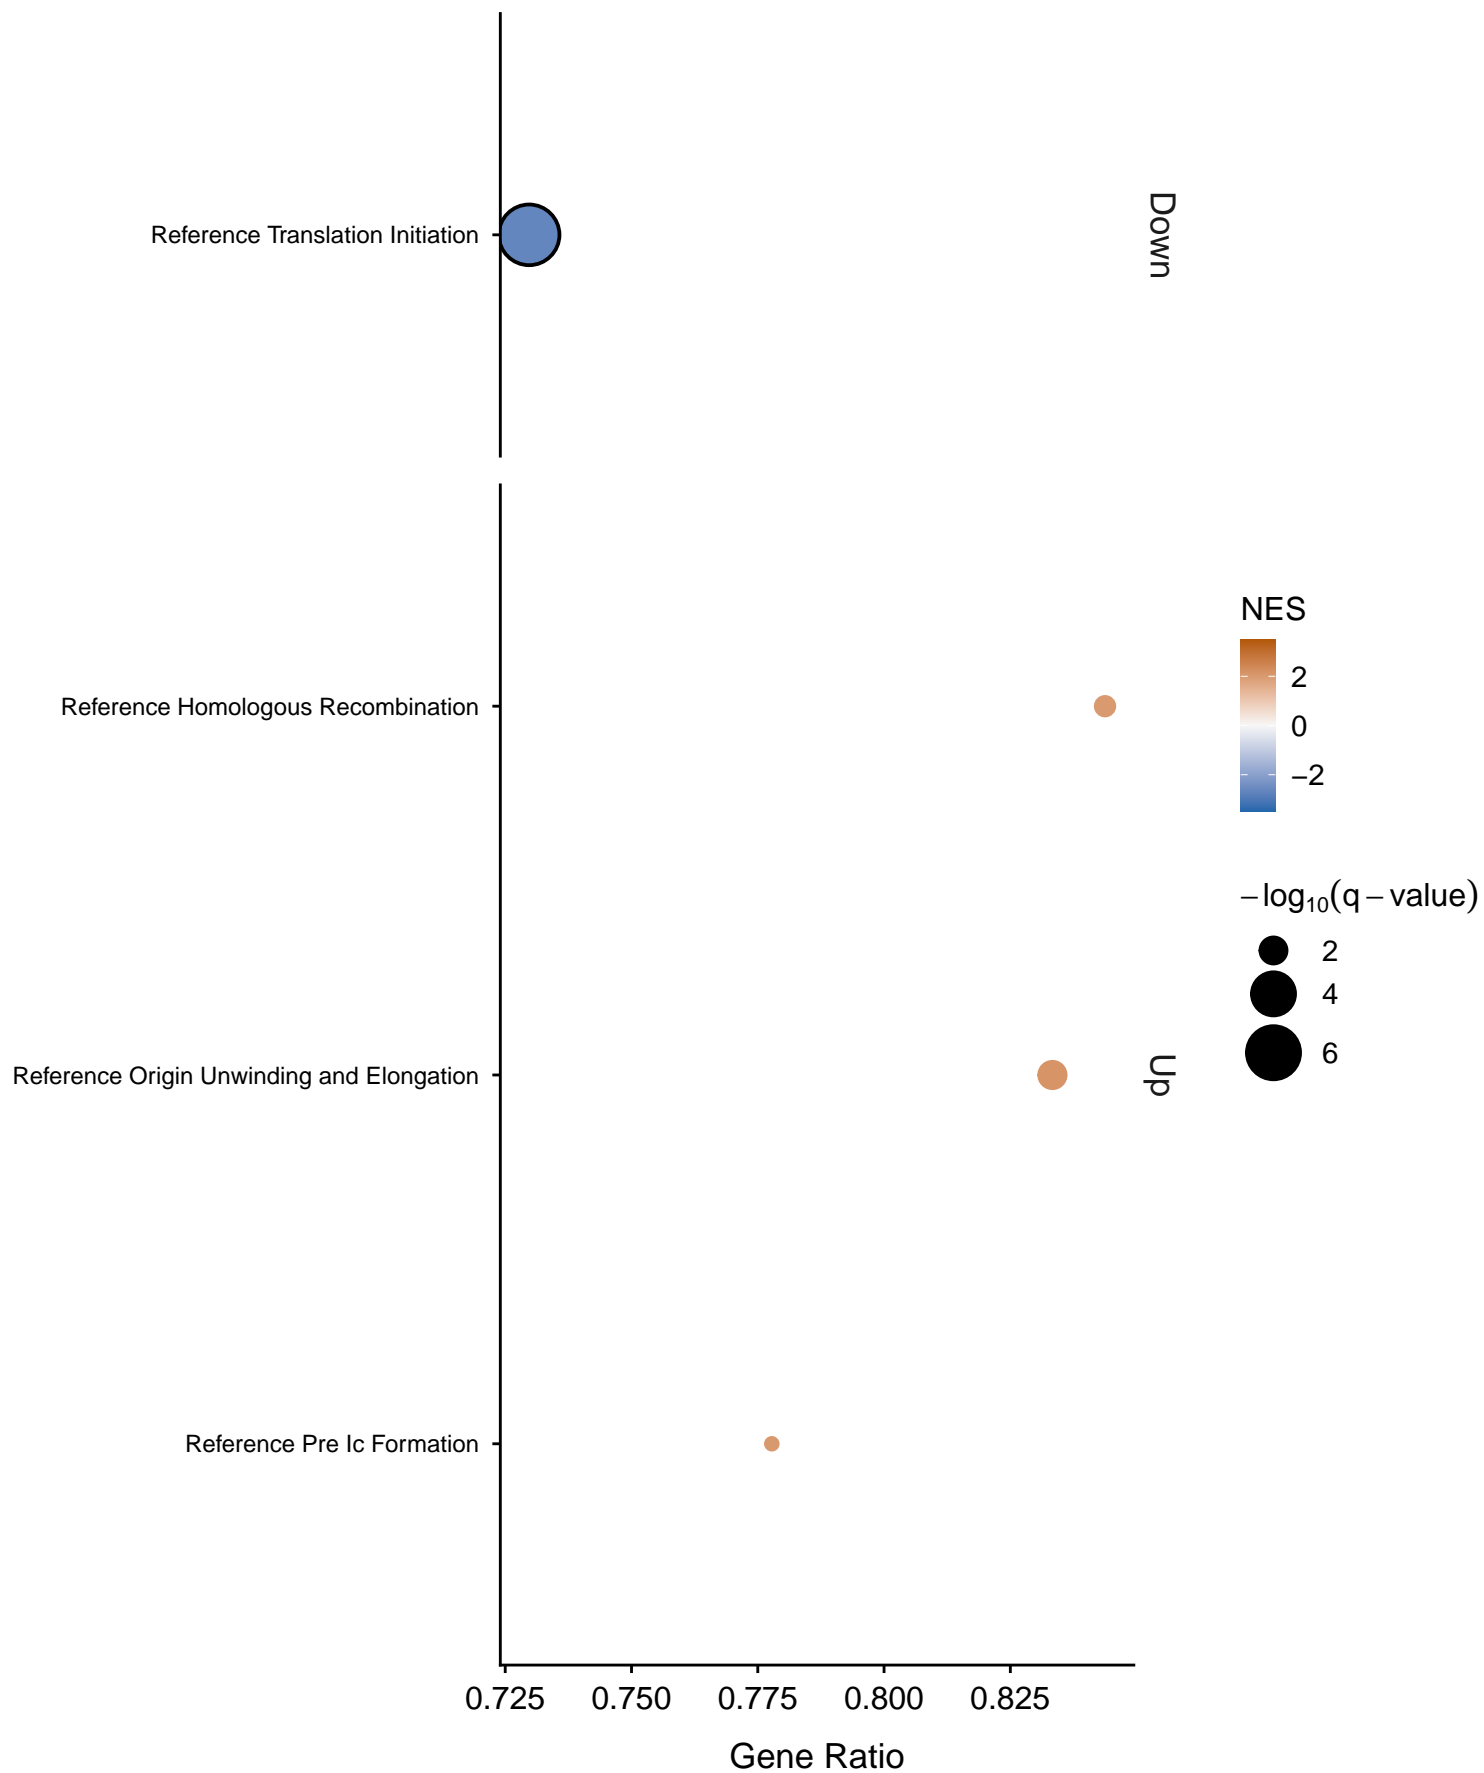 Reference Translation Initiation
Down
Reference Homologous Recombination
Reference Origin Unwinding and Elongation
Up
Reference Pre Ic Formation
0.725 0.750 0.775 0.800 0.825
Gene Ratio
NES
2
0
−2
−log₁₀(q−value)
2
4
6